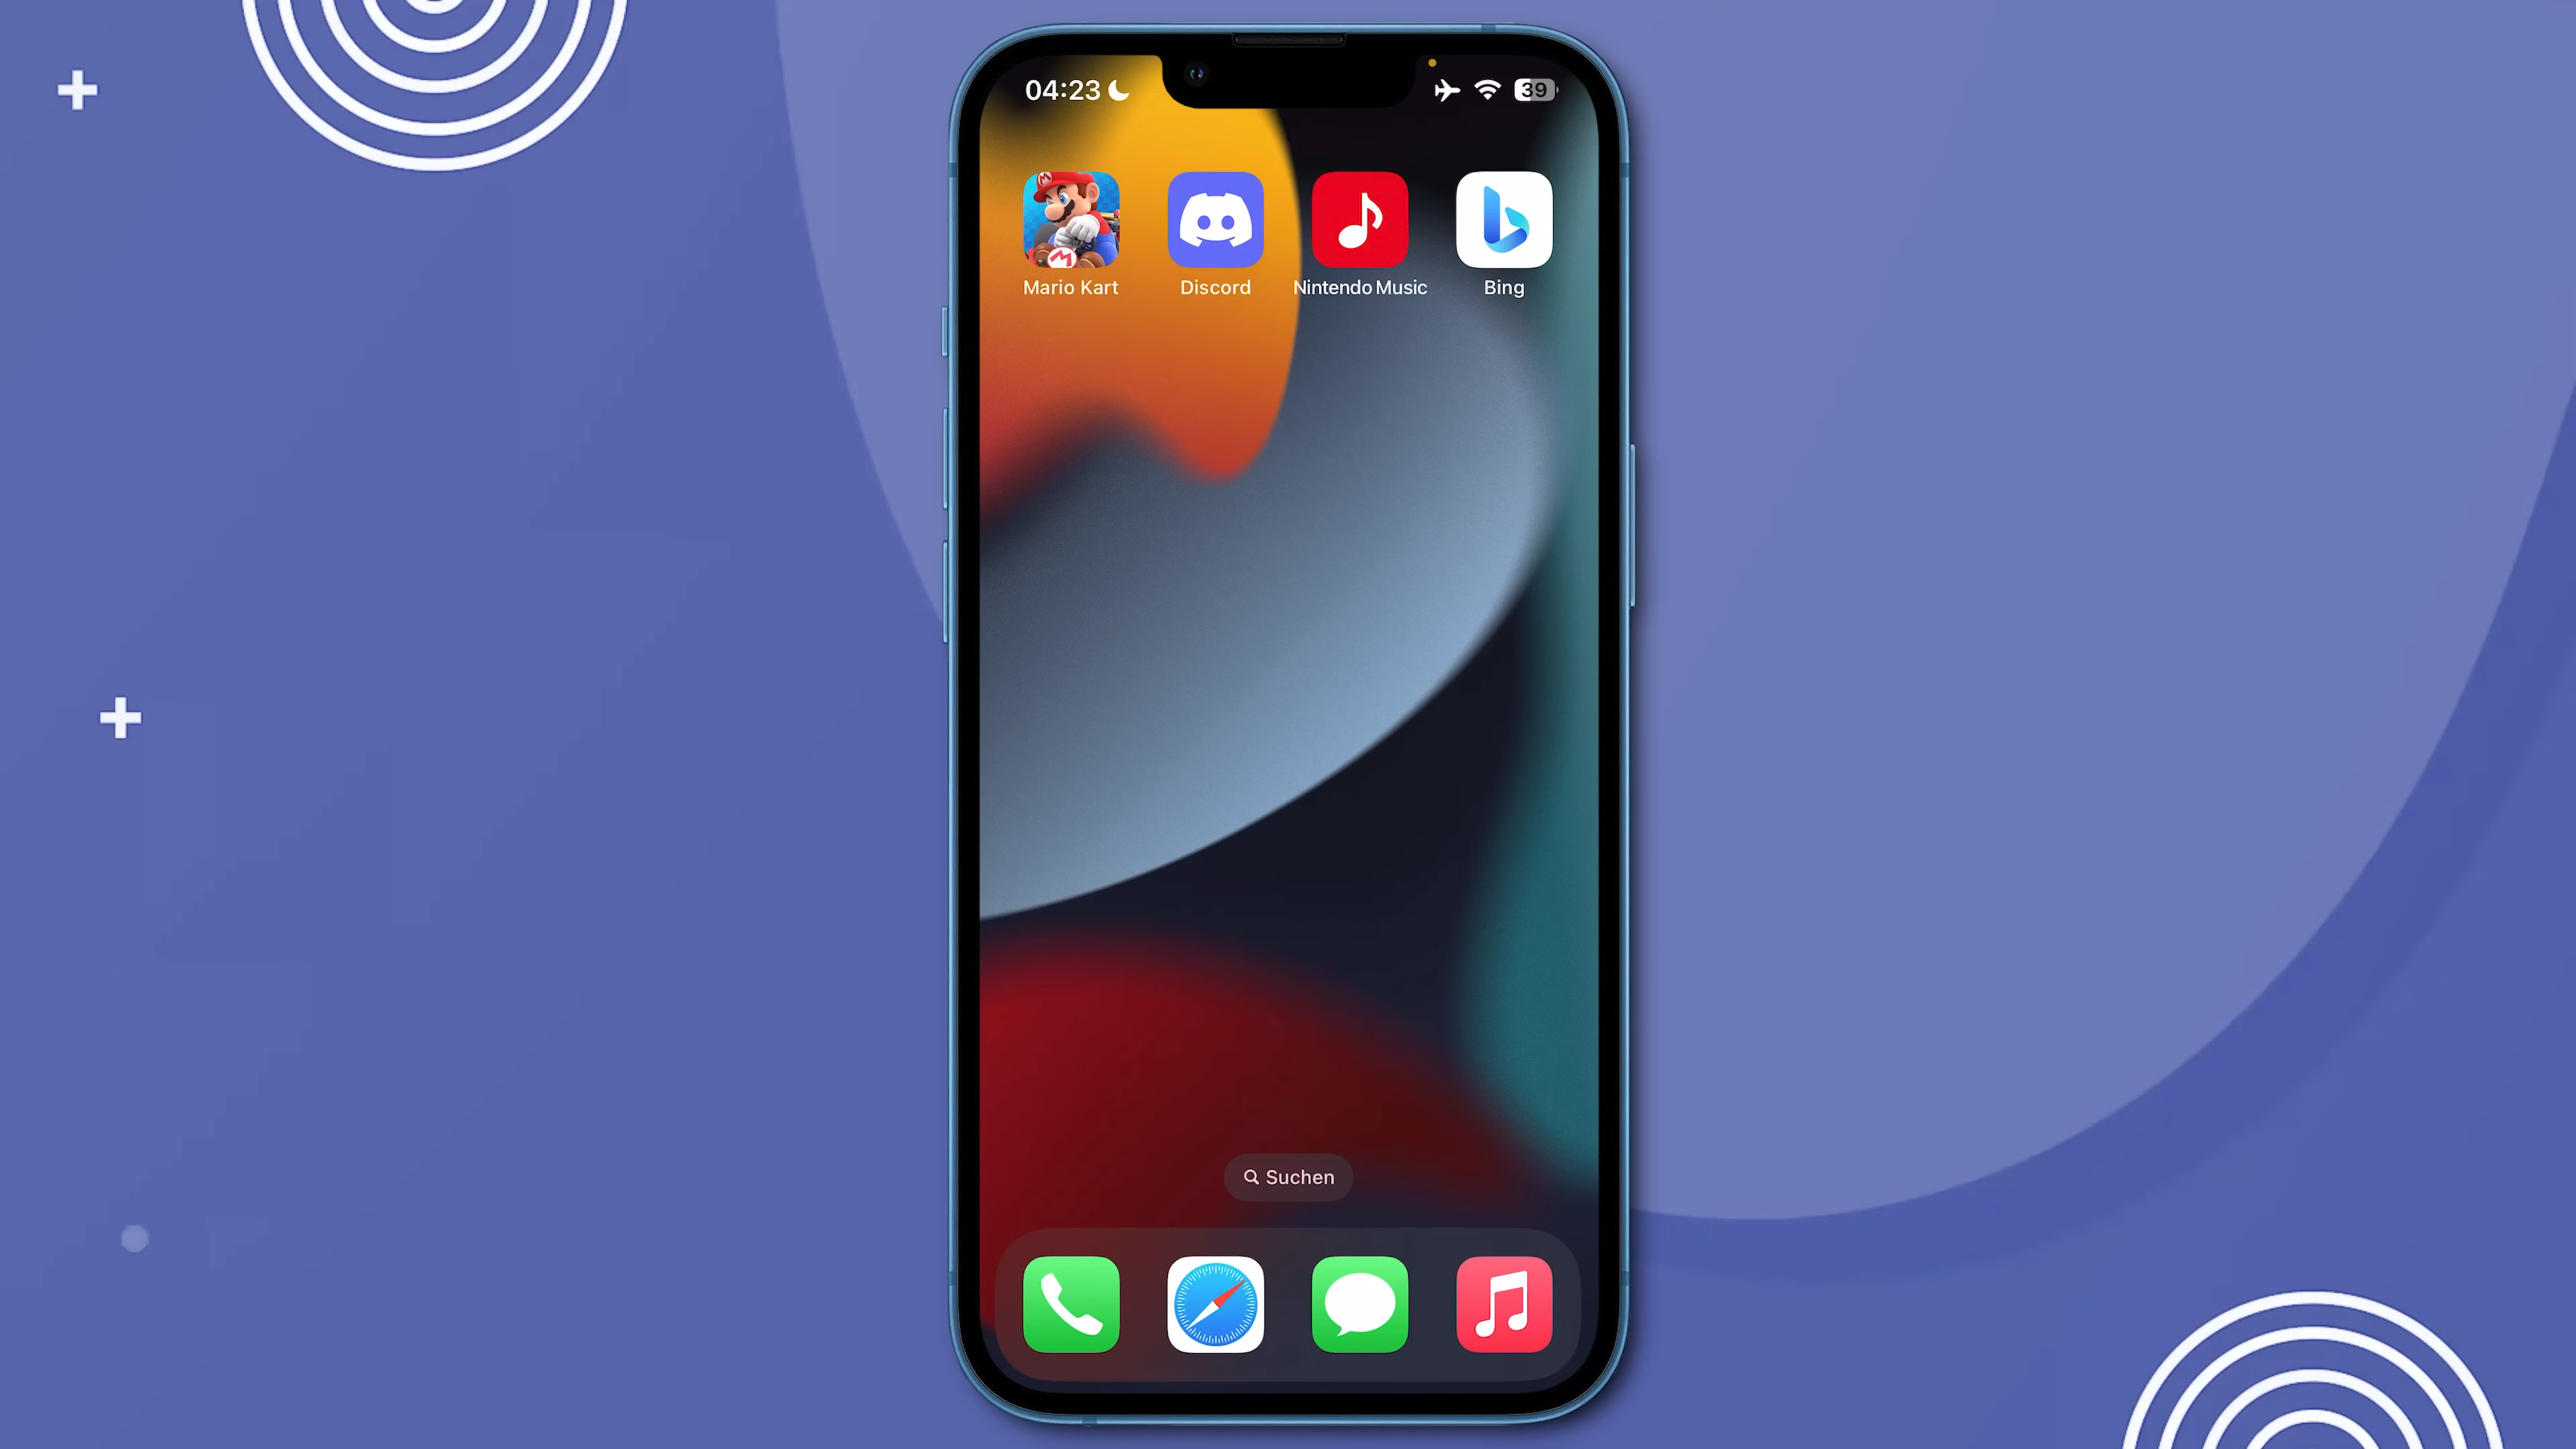 04:23
39
Mario Kart
Discord
Nintendo Music
Bing
Suchen